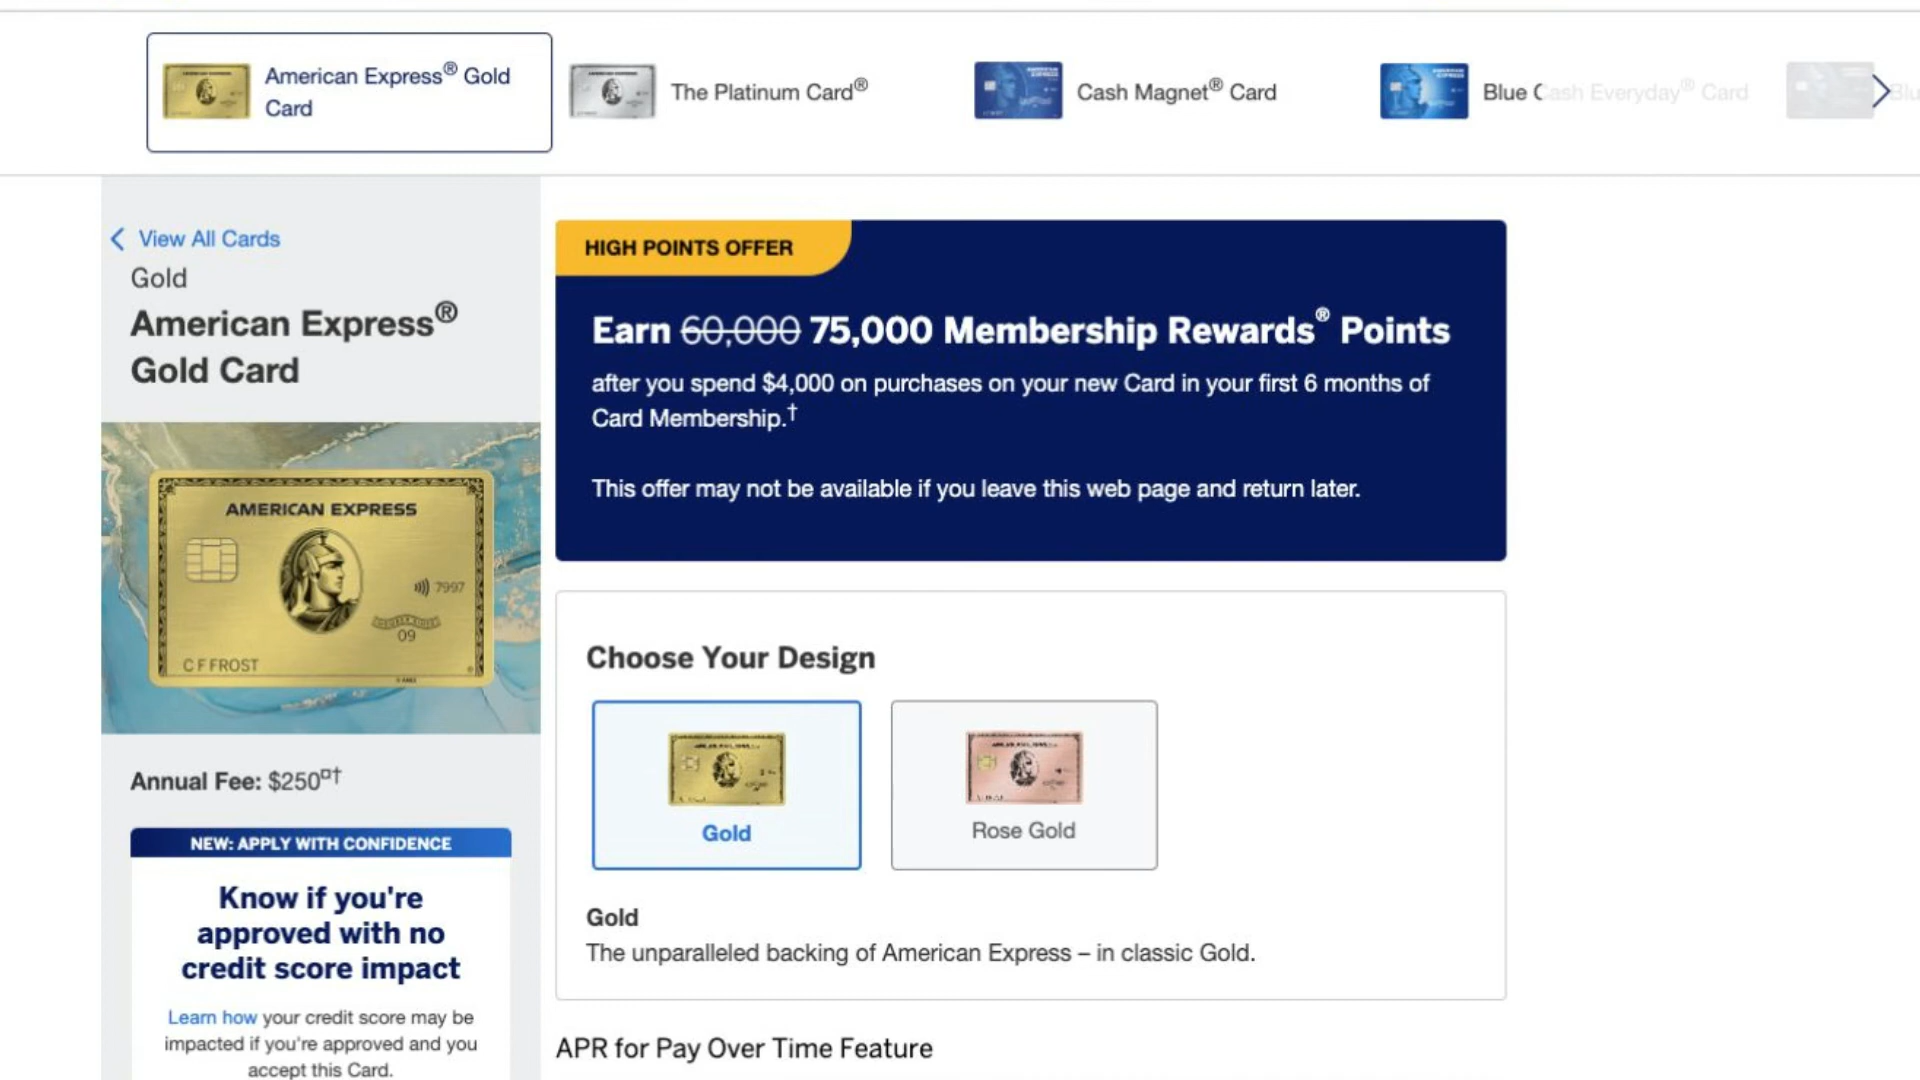 American Express® Gold
Card
The Platinum Card®
Cash Magnet® Card
Blue Cash Everyday® Card
Blu
View All Cards
Gold
American Express®
Gold Card
AMERICAN EXPRESS
7997
09
C F FROST
Annual Fee: $250¤†
NEW: APPLY WITH CONFIDENCE
Know if you're
approved with no
credit score impact
Learn how your credit score may be
impacted if you're approved and you
accept this Card.
HIGH POINTS OFFER
Earn 60,000 75,000 Membership Rewards® Points
after you spend $4,000 on purchases on your new Card in your first 6 months of
Card Membership.†
This offer may not be available if you leave this web page and return later.
Choose Your Design
Gold
Rose Gold
Gold
The unparalleled backing of American Express – in classic Gold.
APR for Pay Over Time Feature